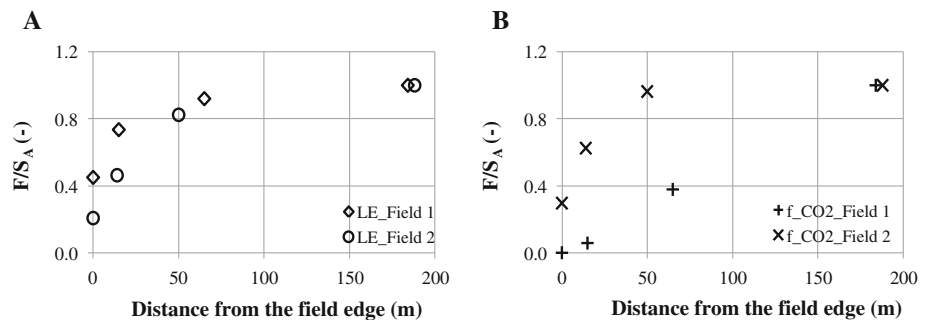 A
1.2
0.8
0.4
0.0
F/S_A (-)
0 50 100 150 200
Distance from the field edge (m)
LE_Field 1
LE_Field 2
B
1.2
0.8
0.4
0.0
F/S_A (-)
0 50 100 150 200
Distance from the field edge (m)
f_CO2_Field 1
f_CO2_Field 2